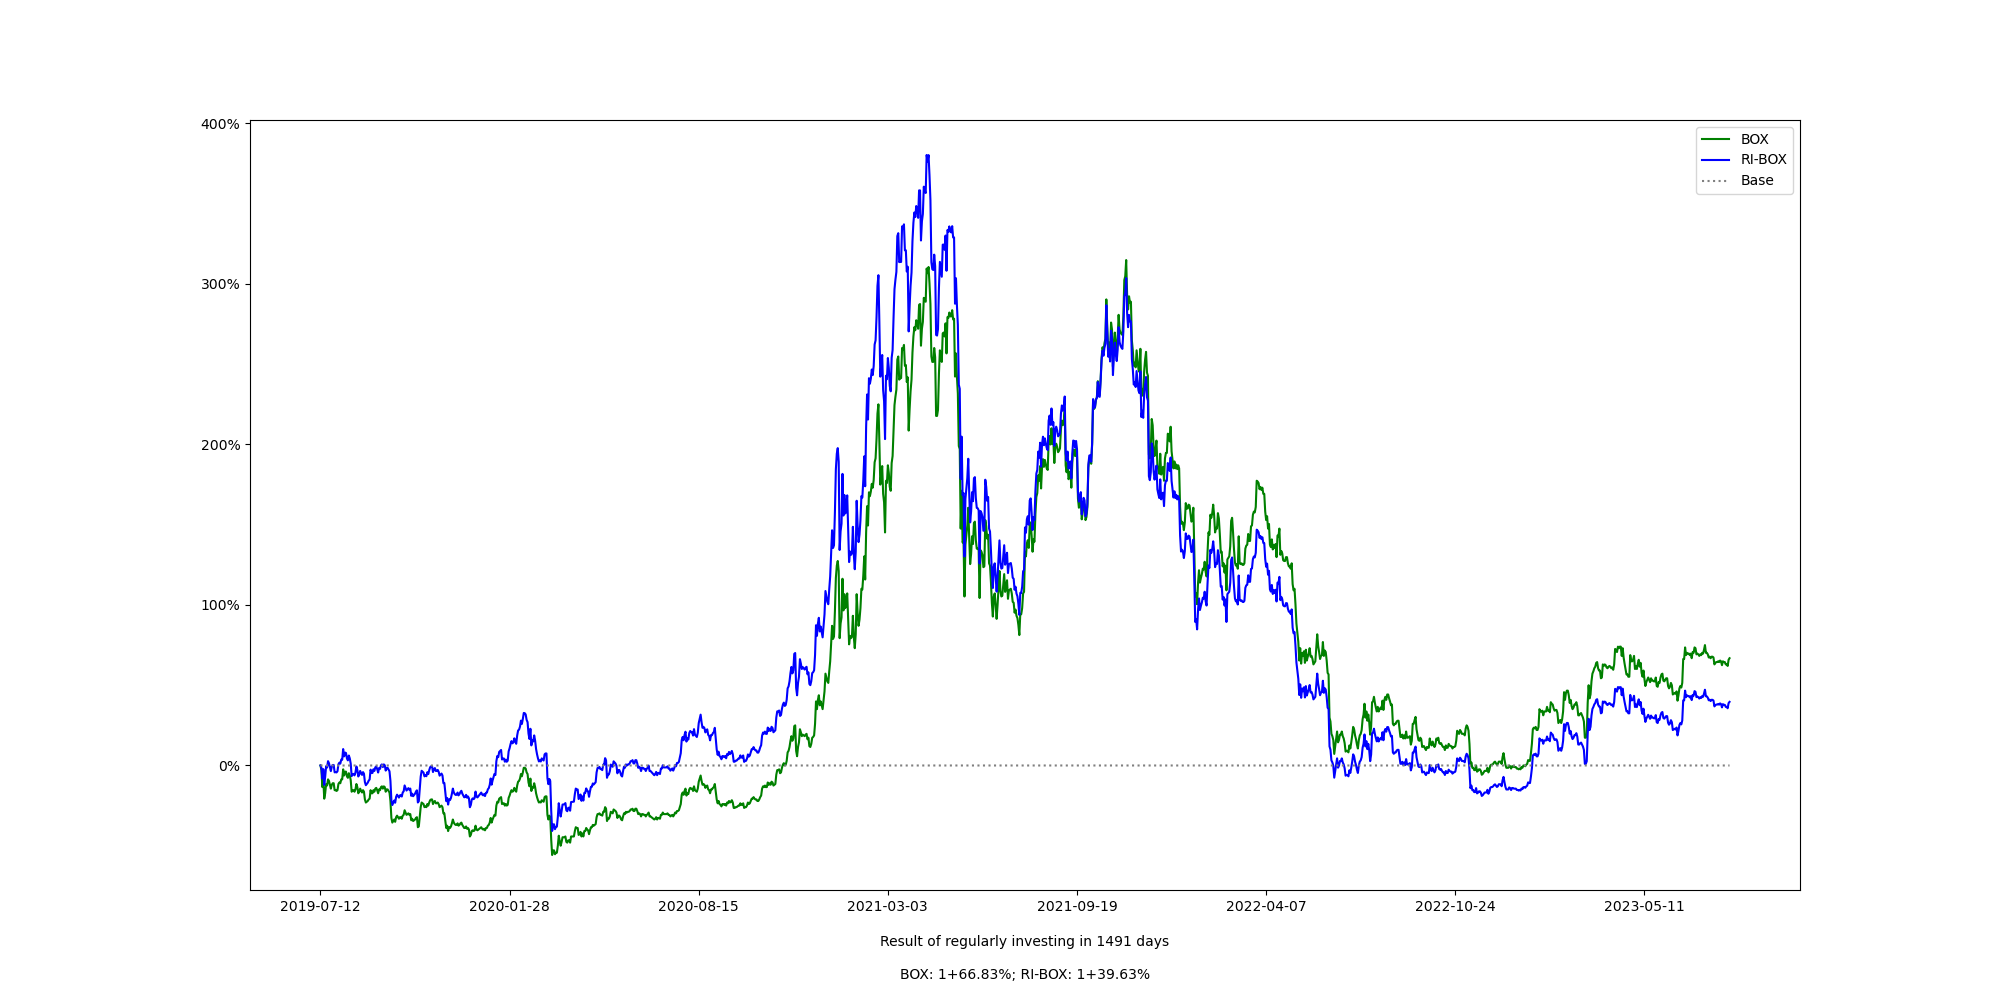 400%
300%
200%
100%
0%
BOX
RI-BOX
Base
2019-07-12 2020-01-28 2020-08-15 2021-03-03 2021-09-19 2022-04-07 2022-10-24 2023-05-11
Result of regularly investing in 1491 days
BOX: 1+66.83%; RI-BOX: 1+39.63%